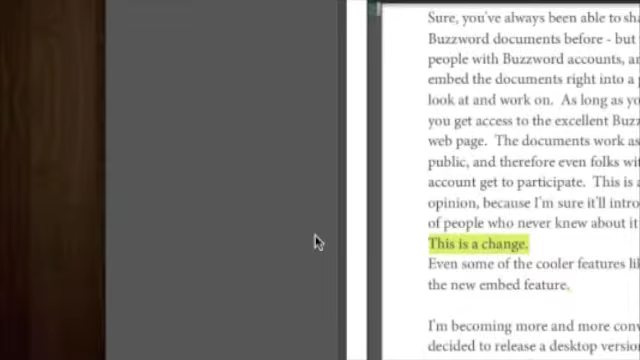 Sure, you've always been able to sh
Buzzword documents before - but
people with Buzzword accounts, an
embed the documents right into a
look at and work on. As long as yo
you get access to the excellent Buz
web page. The documents work as
public, and therefore even folks wi
account get to participate. This is a
opinion, because I'm sure it'll intro
of people who never knew about it
This is a change.
Even some of the cooler features li
the new embed feature.
I'm becoming more and more con
decided to release a desktop versio